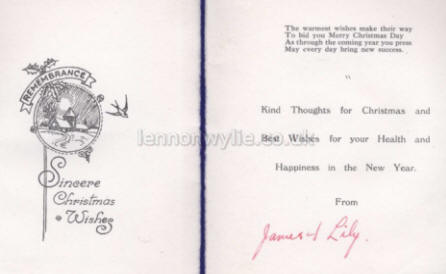 REMEMBRANCE
Sincere
Christmas
Wishes
The warmest wishes make their way
To bid you Merry Christmas Day
As through the coming year you press
May every day bring new success.
Kind Thoughts for Christmas and
Best Wishes for your Health and
Happiness in the New Year.
From
James & Lily.
lennonwylie.co.uk